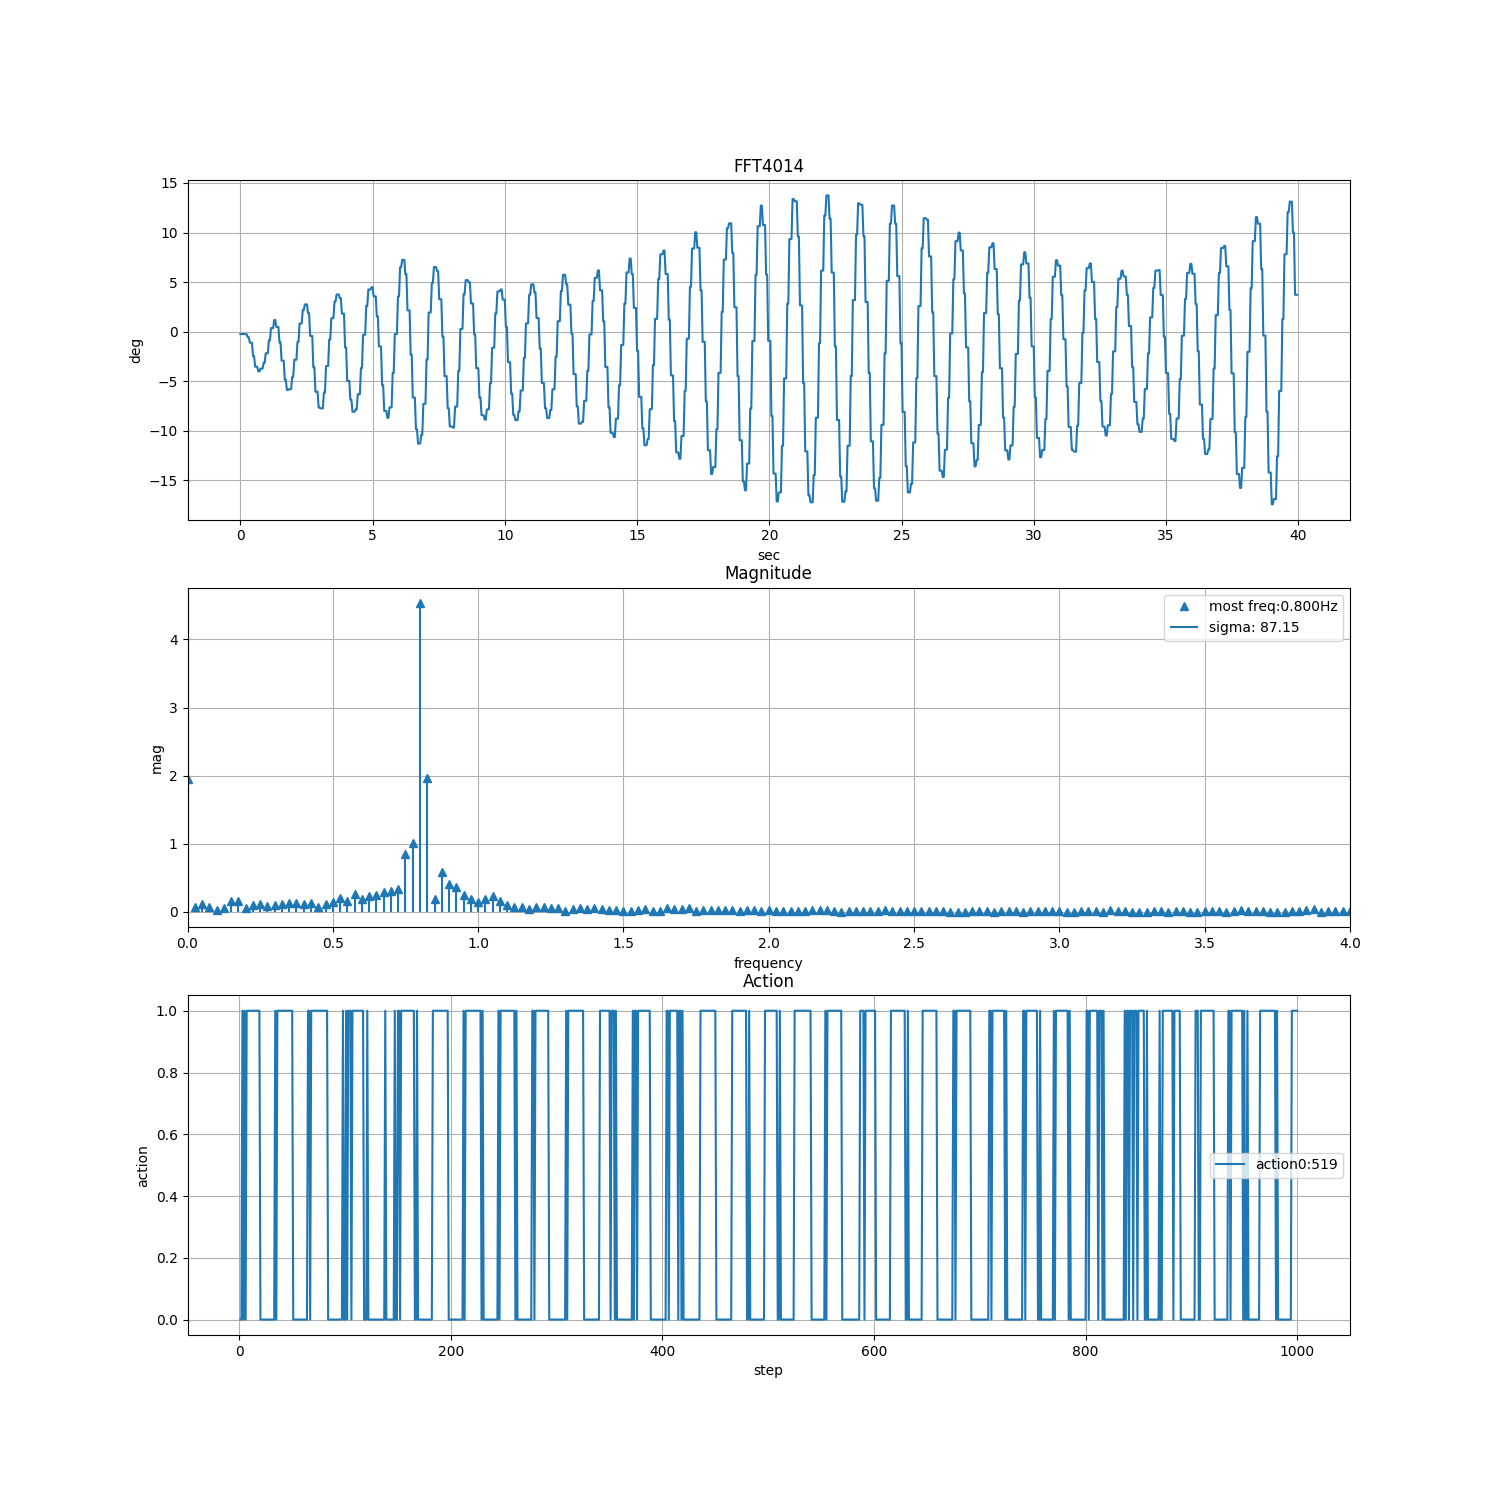 FFT4014
15
10
5
0
−5
−10
−15
deg
0 5 10 15 20 25 30 35 40
sec
Magnitude
most freq:0.800Hz
sigma: 87.15
4
3
2
1
0
mag
0.0 0.5 1.0 1.5 2.0 2.5 3.0 3.5 4.0
frequency
Action
1.0
0.8
0.6
0.4
0.2
0.0
action
action0:519
0 200 400 600 800 1000
step